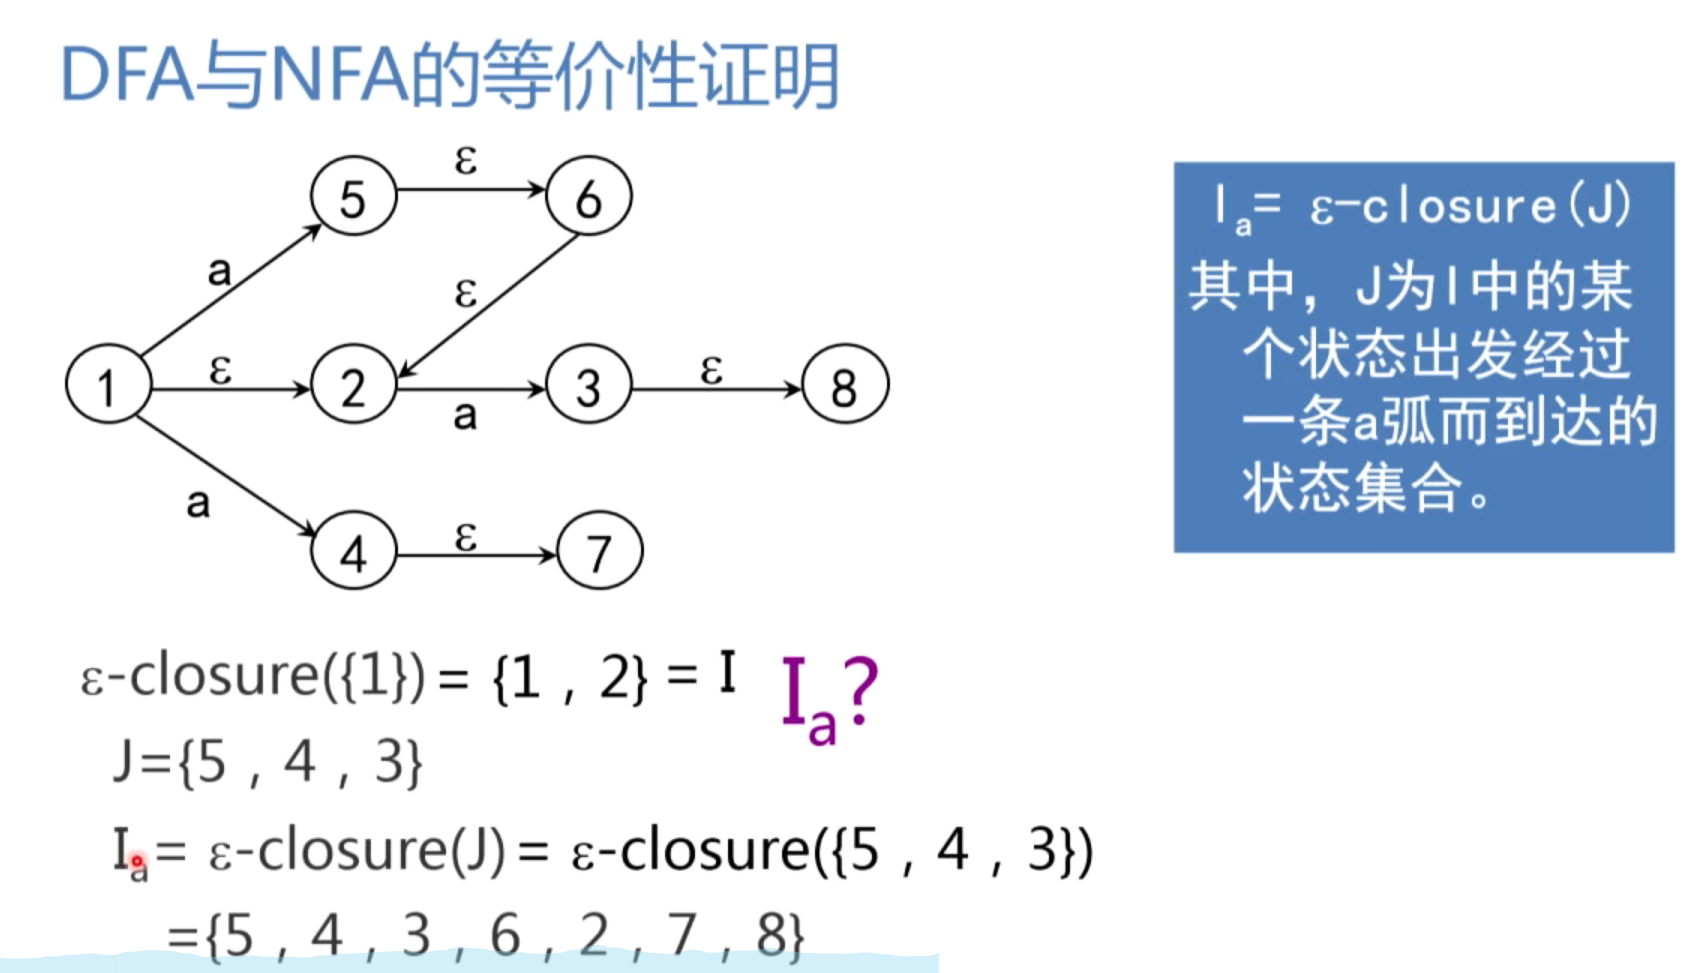 DFA与NFA的等价性证明
ε
5
6
a
ε
1
ε
2
a
3
ε
8
a
4
ε
7
Iₐ= ε-closure(J)
其中，J为I中的某
个状态出发经过
一条a弧而到达的
状态集合。
ε-closure({1}) = {1 , 2} = I
Iₐ?
J={5 , 4 , 3}
Iₐ= ε-closure(J) = ε-closure({5 , 4 , 3})
={5 , 4 , 3 , 6 , 2 , 7 , 8}